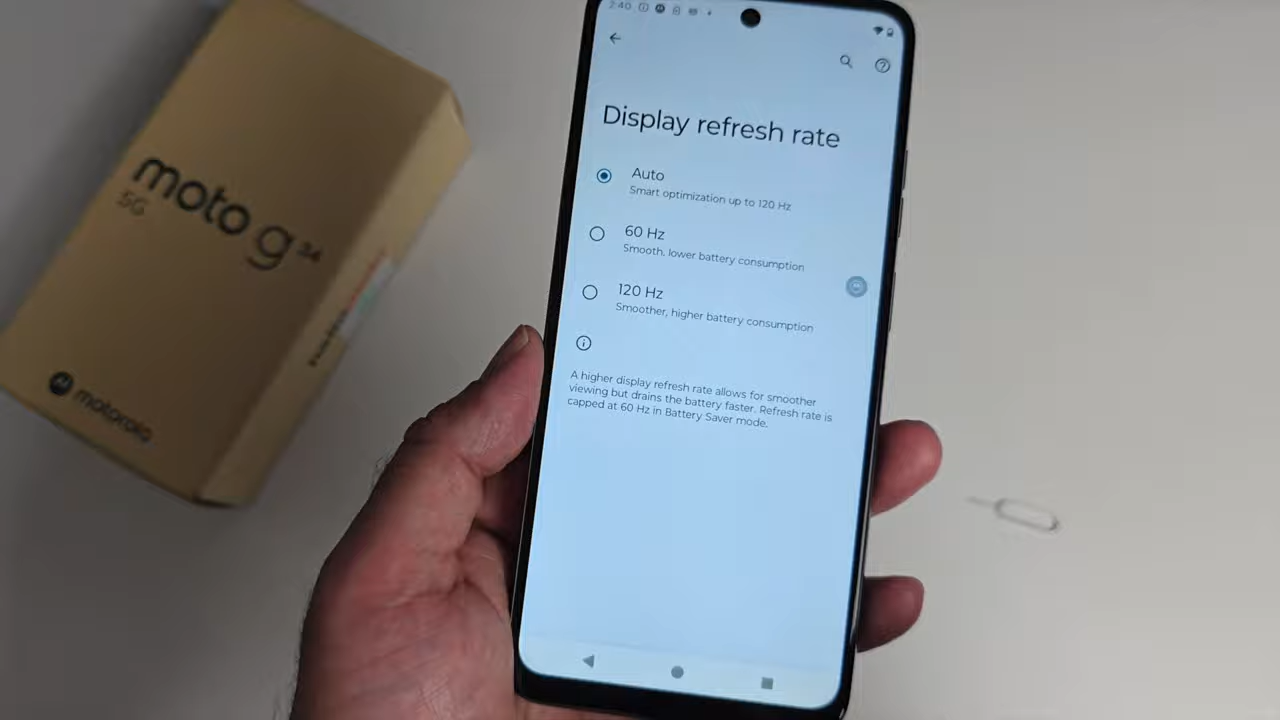 moto g34
5G
motorola
2:40
Display refresh rate
Auto
Smart optimization up to 120 Hz
60 Hz
Smooth, lower battery consumption
120 Hz
Smoother, higher battery consumption
A higher display refresh rate allows for smoother
viewing but drains the battery faster. Refresh rate is
capped at 60 Hz in Battery Saver mode.